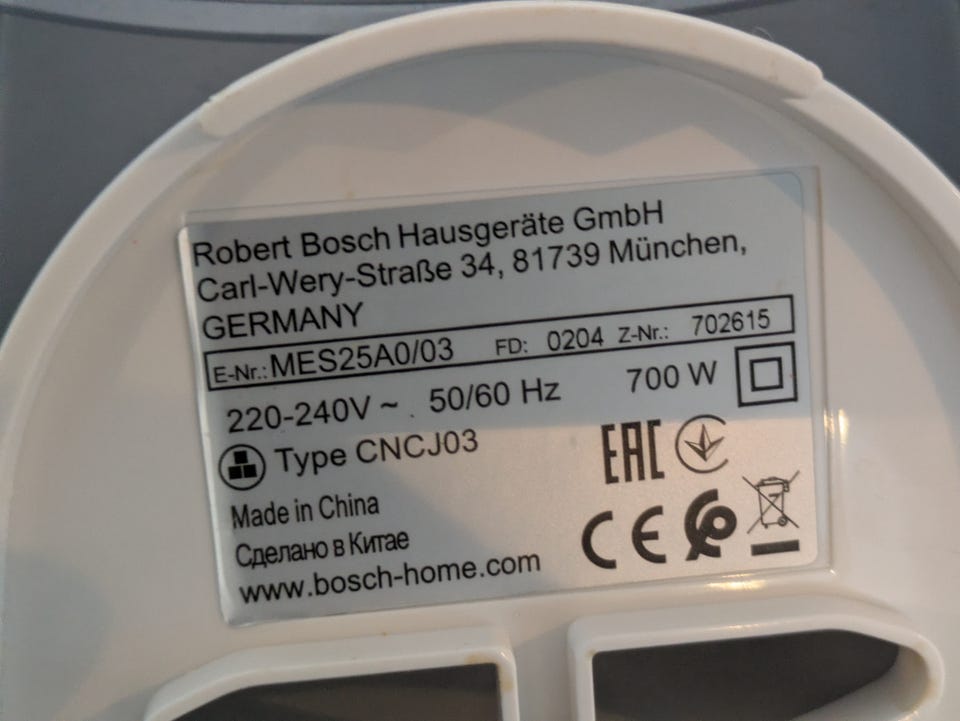 Robert Bosch Hausgeräte GmbH
Carl-Wery-Straße 34, 81739 München,
GERMANY
E-Nr.: MES25A0/03 FD: 0204 Z-Nr.: 702615
220-240V ~ 50/60 Hz 700 W
Type CNCJ03
EAC
Made in China
Сделано в Китае
CE
www.bosch-home.com